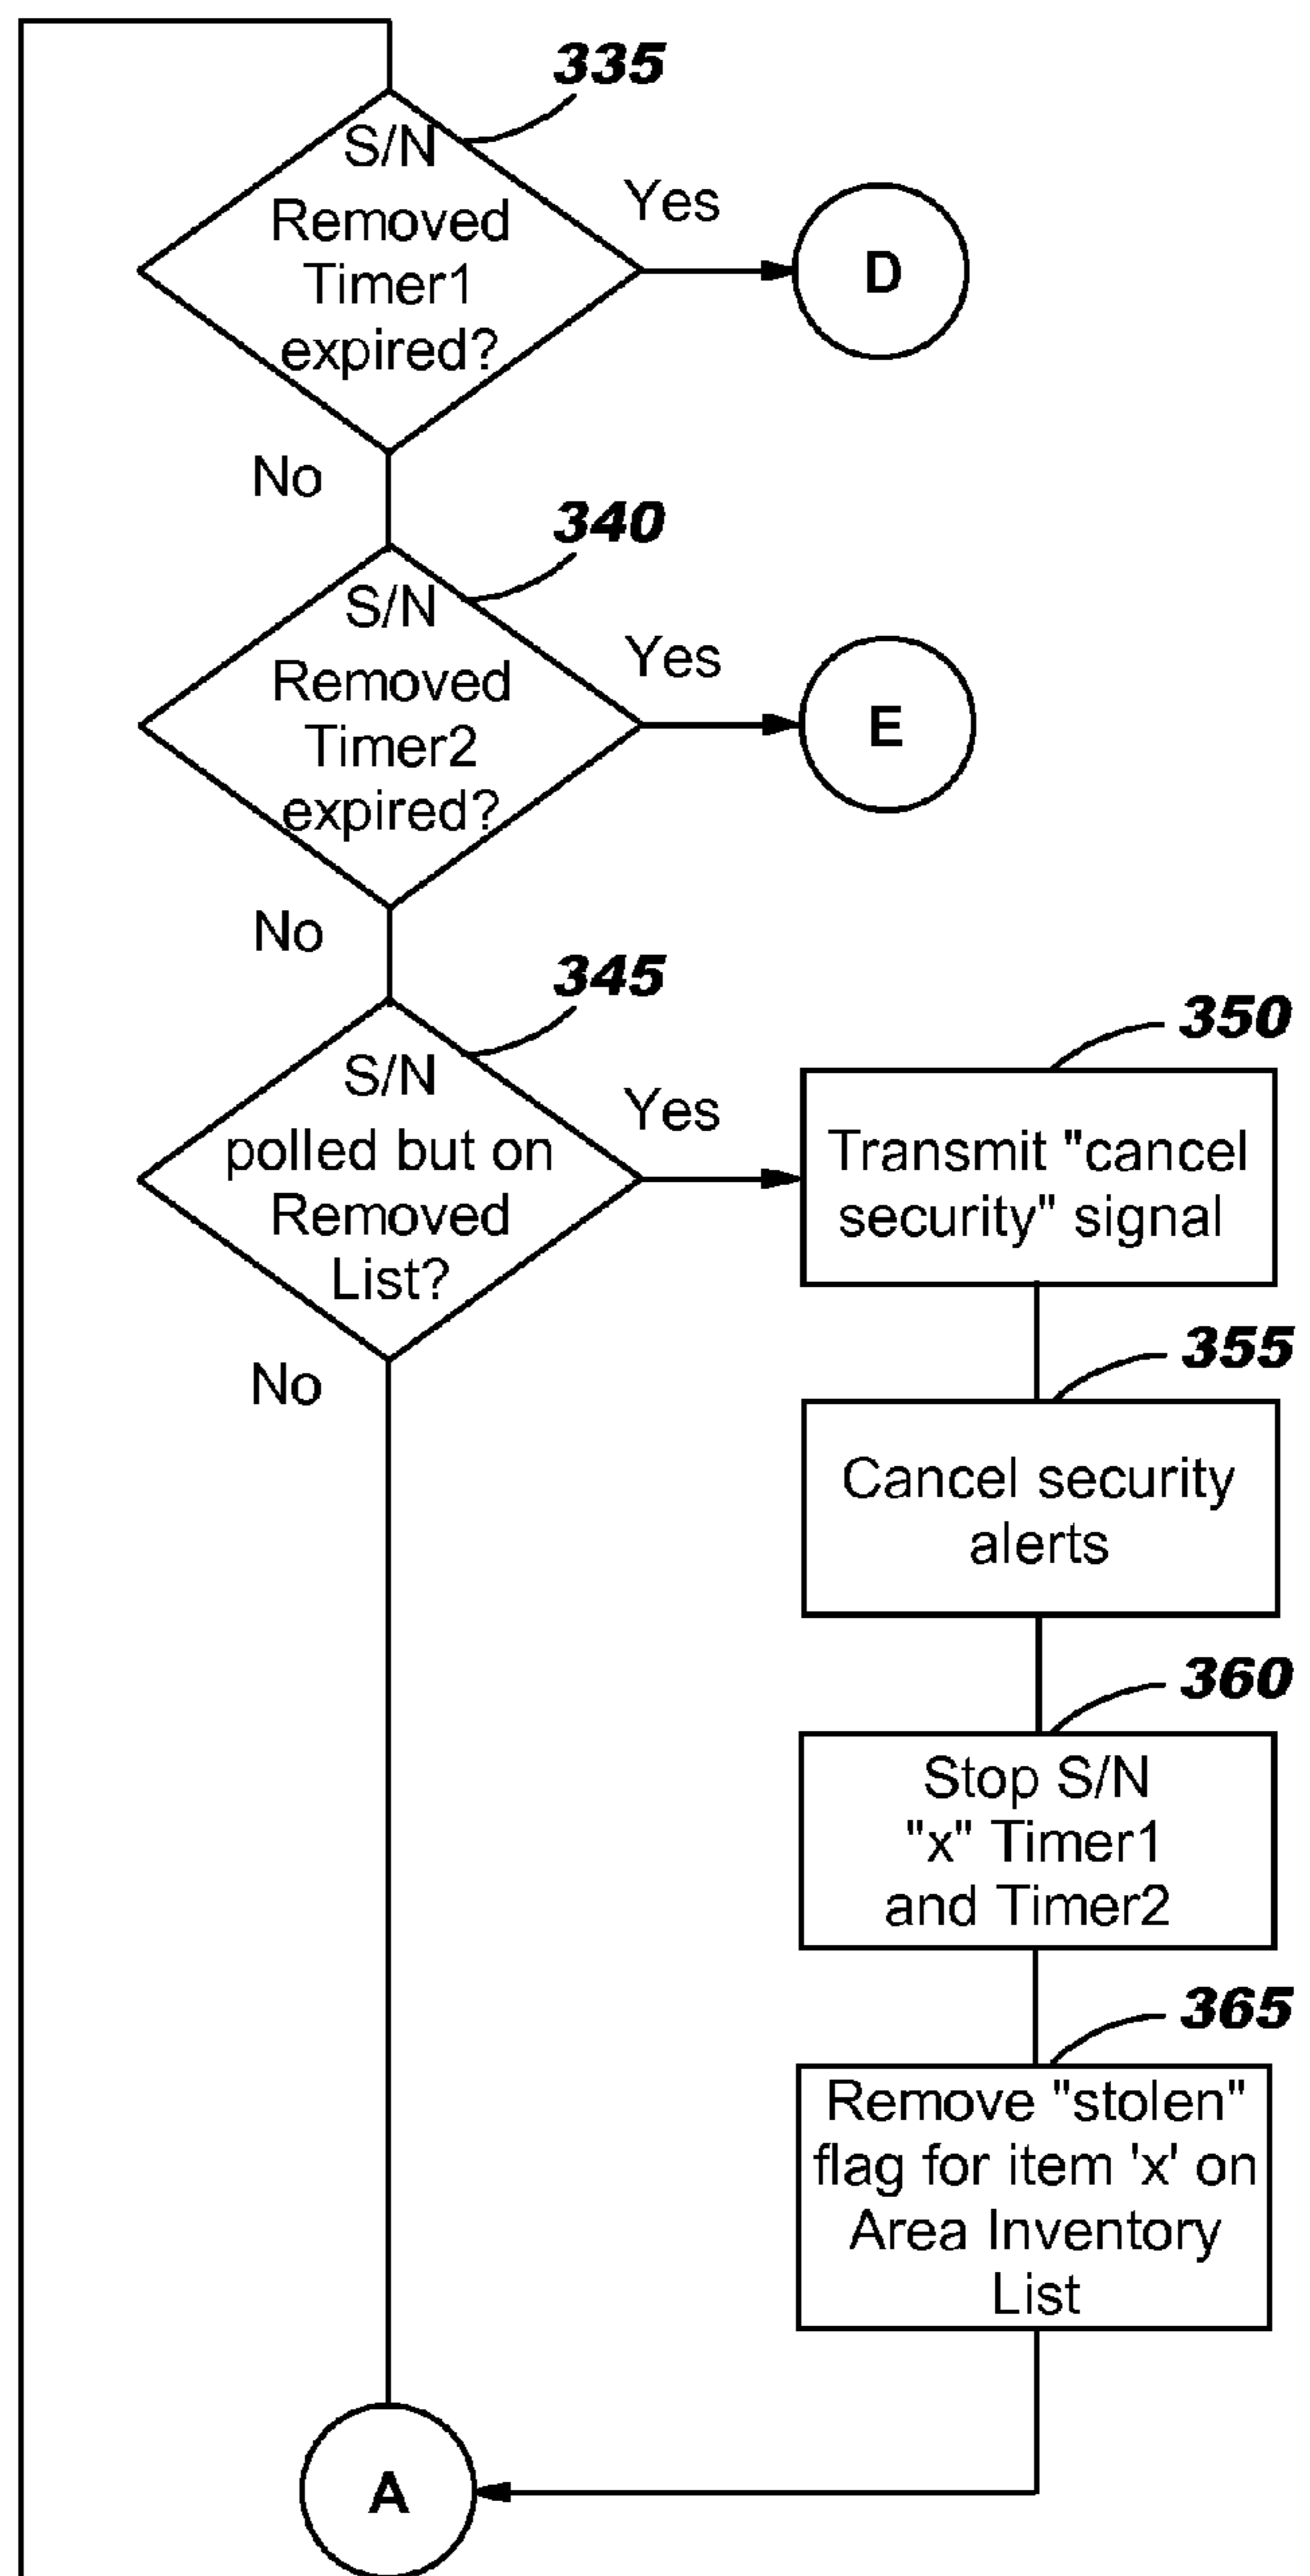 335
S/N
Removed
Timer1
expired?
Yes
D
No
340
S/N
Removed
Timer2
expired?
Yes
E
No
345
S/N
polled but on
Removed
List?
Yes
No
350
Transmit "cancel
security" signal
355
Cancel security
alerts
360
Stop S/N
"x" Timer1
and Timer2
365
Remove "stolen"
flag for item 'x' on
Area Inventory
List
A